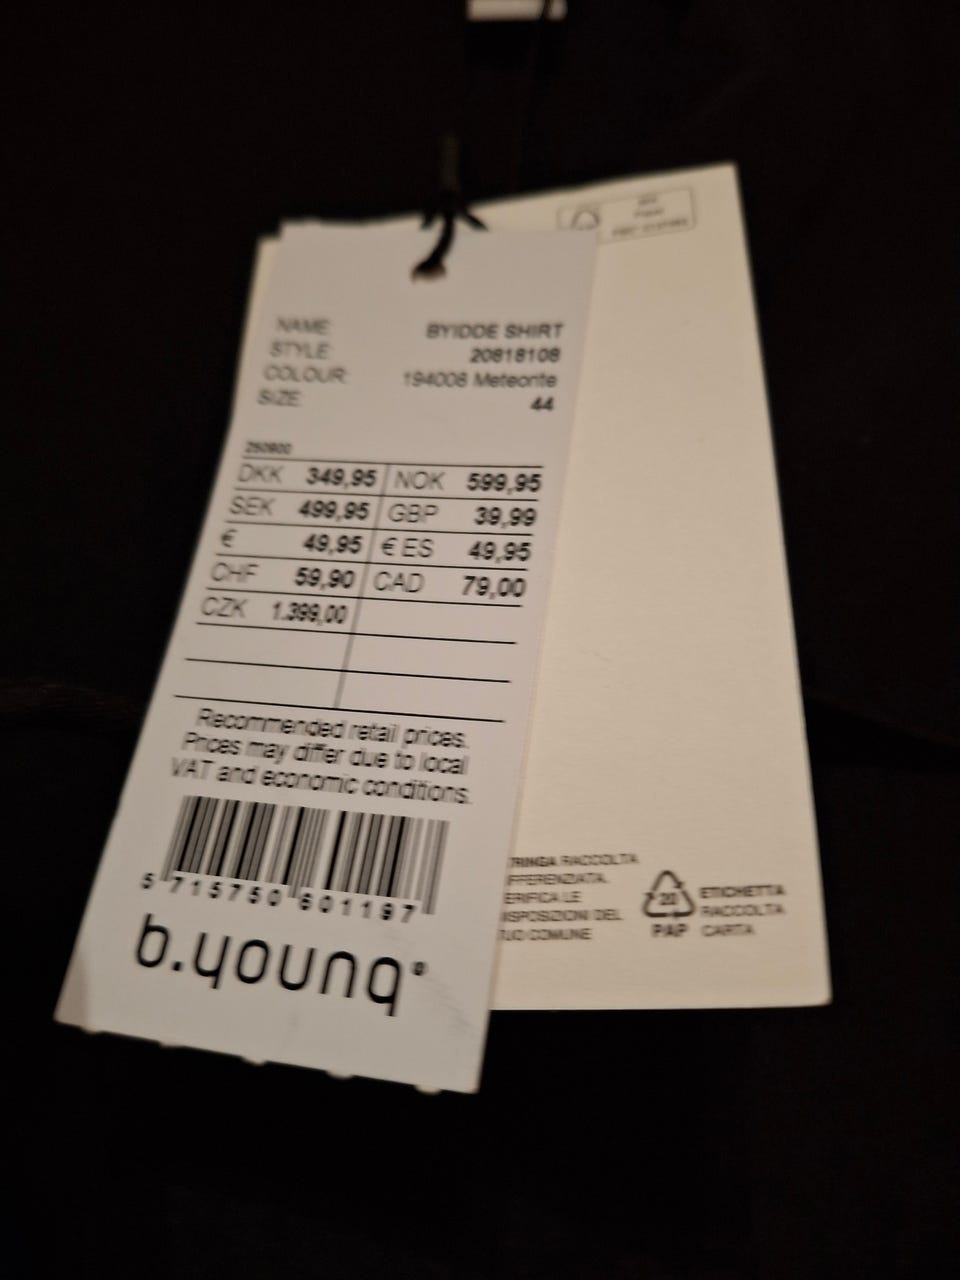 NAME: BYIDDE SHIRT
STYLE: 20818108
COLOUR: 194008 Meteorite
SIZE: 44
250900
DKK 349,95 NOK 599,95
SEK 499,95 GBP 39,99
€ 49,95 € ES 49,95
CHF 59,90 CAD 79,00
CZK 1.399,00
Recommended retail prices.
Prices may differ due to local
VAT and economic conditions.
5 715750 601197
b.young®
RACCOLTA
DIFFERENZIATA.
VERIFICA LE
DISPOSIZIONI DEL
TUO COMUNE
20
PAP
ETICHETTA
RACCOLTA
CARTA